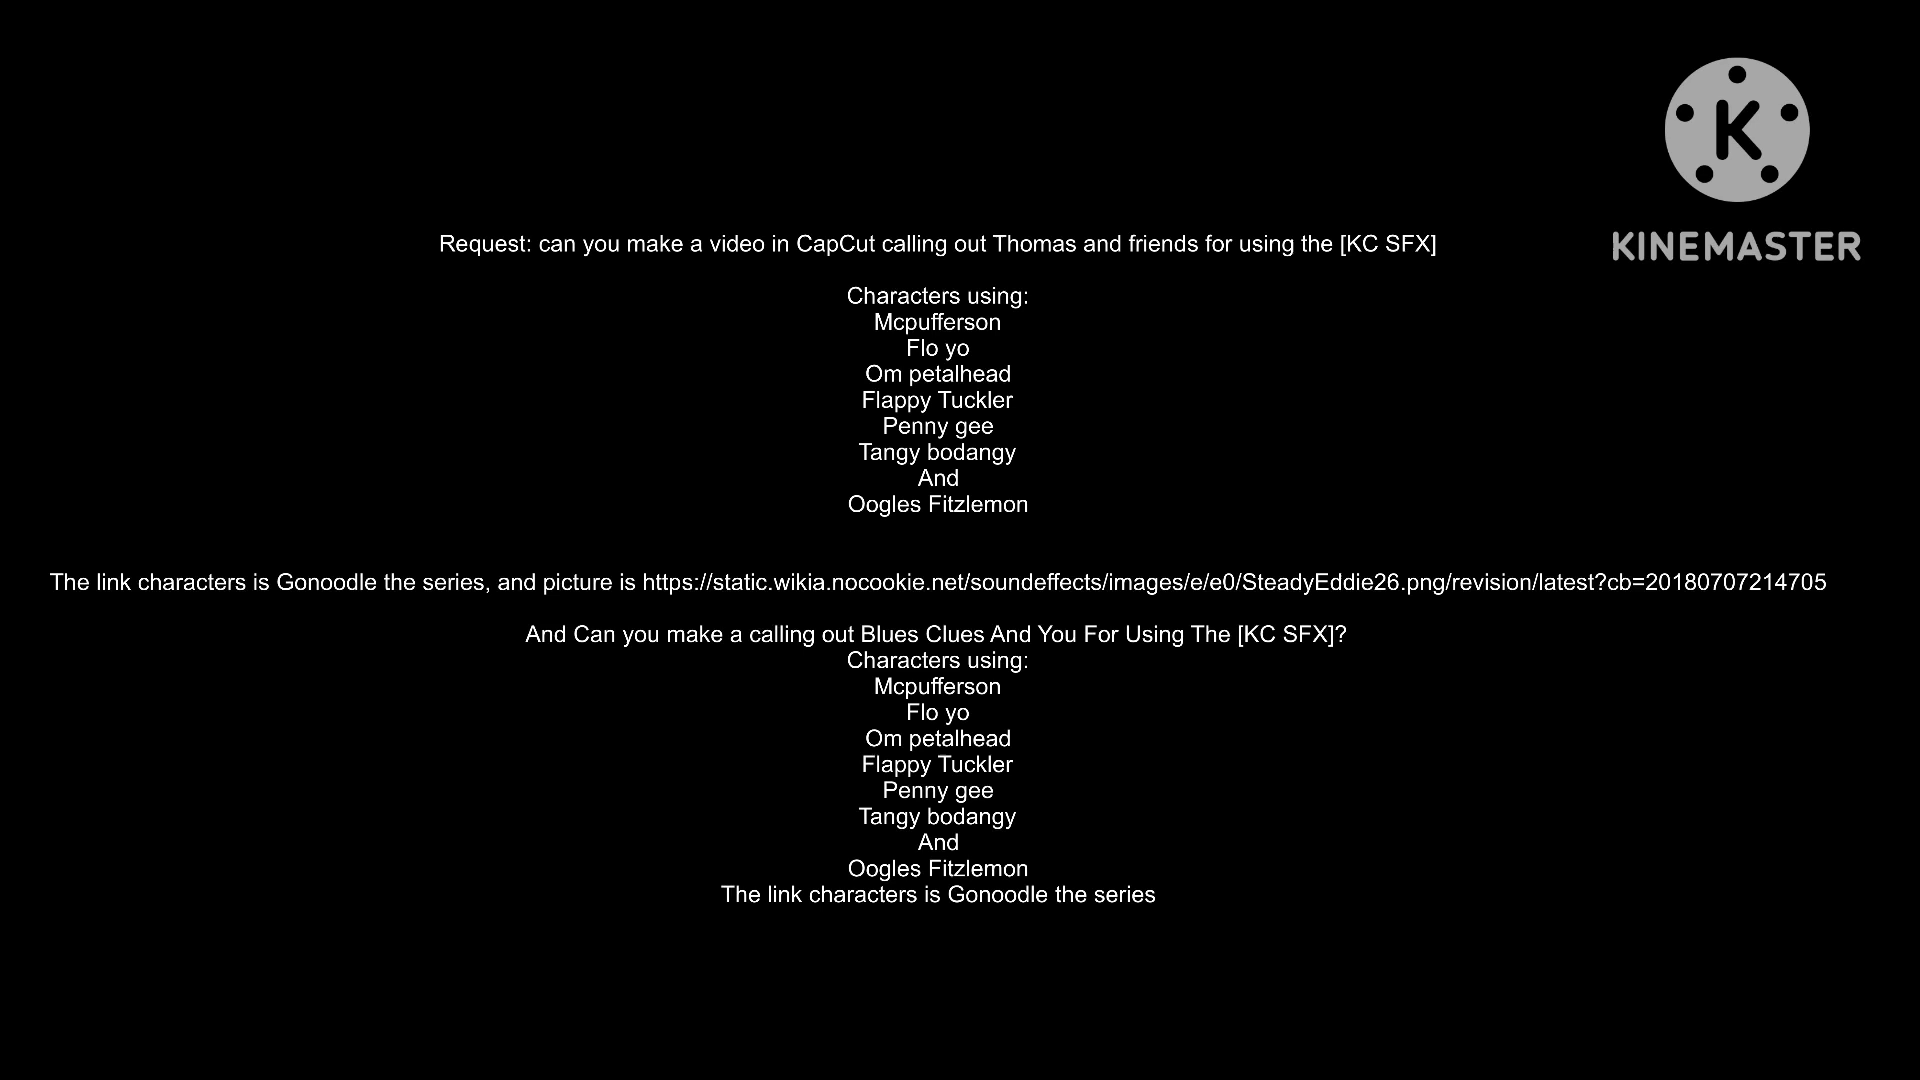 K
KINEMASTER
Request: can you make a video in CapCut calling out Thomas and friends for using the [KC SFX]
Characters using:
Mcpufferson
Flo yo
Om petalhead
Flappy Tuckler
Penny gee
Tangy bodangy
And
Oogles Fitzlemon
The link characters is Gonoodle the series, and picture is https://static.wikia.nocookie.net/soundeffects/images/e/e0/SteadyEddie26.png/revision/latest?cb=20180707214705
And Can you make a calling out Blues Clues And You For Using The [KC SFX]?
Characters using:
Mcpufferson
Flo yo
Om petalhead
Flappy Tuckler
Penny gee
Tangy bodangy
And
Oogles Fitzlemon
The link characters is Gonoodle the series